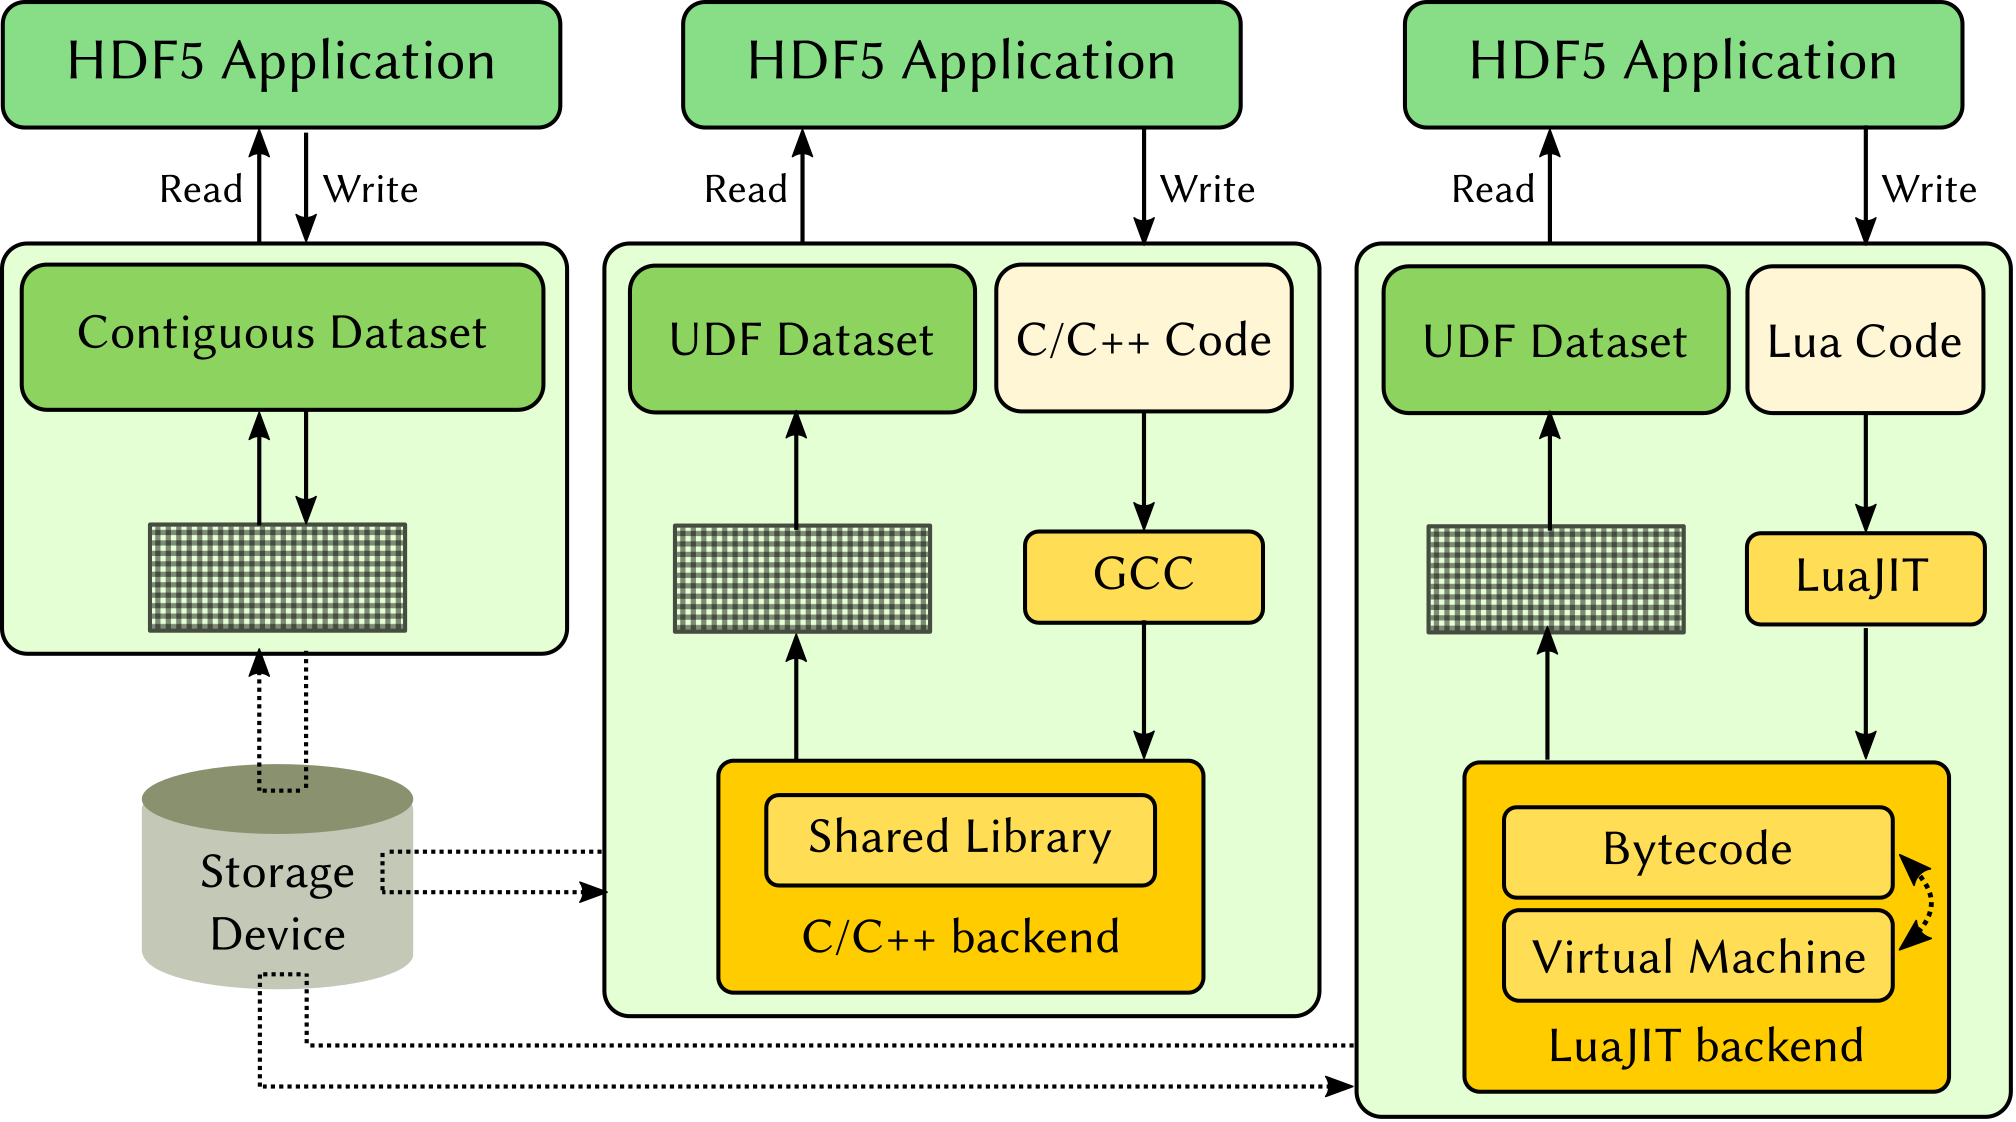 HDF5 Application
HDF5 Application
HDF5 Application
Read
Write
Read
Write
Read
Write
Contiguous Dataset
UDF Dataset
C/C++ Code
UDF Dataset
Lua Code
GCC
LuaJIT
Storage
Device
Shared Library
C/C++ backend
Bytecode
Virtual Machine
LuaJIT backend